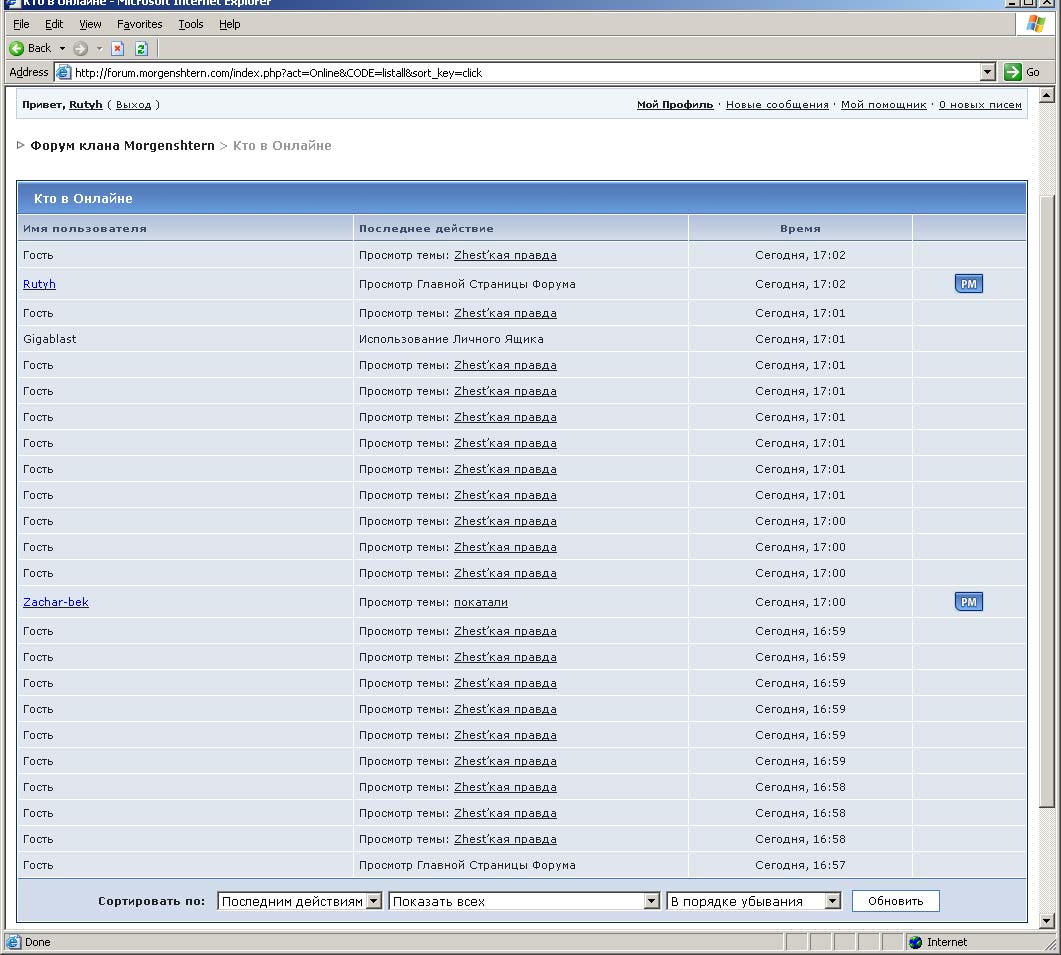 Кто в Онлайне - Microsoft Internet Explorer
File Edit View Favorites Tools Help
Back
Address http://forum.morgenshtern.com/index.php?act=Online&CODE=listall&sort_key=click Go
Привет, Rutyh ( Выход ) Мой Профиль · Новые сообщения · Мой помощник · 0 новых писем
Форум клана Morgenshtern > Кто в Онлайне
Кто в Онлайне
Имя пользователя Последнее действие Время
Гость Просмотр темы: Zhest'кая правда Сегодня, 17:02
Rutyh Просмотр Главной Страницы Форума Сегодня, 17:02 PM
Гость Просмотр темы: Zhest'кая правда Сегодня, 17:01
Gigablast Использование Личного Ящика Сегодня, 17:01
Гость Просмотр темы: Zhest'кая правда Сегодня, 17:01
Гость Просмотр темы: Zhest'кая правда Сегодня, 17:01
Гость Просмотр темы: Zhest'кая правда Сегодня, 17:01
Гость Просмотр темы: Zhest'кая правда Сегодня, 17:01
Гость Просмотр темы: Zhest'кая правда Сегодня, 17:01
Гость Просмотр темы: Zhest'кая правда Сегодня, 17:01
Гость Просмотр темы: Zhest'кая правда Сегодня, 17:00
Гость Просмотр темы: Zhest'кая правда Сегодня, 17:00
Гость Просмотр темы: Zhest'кая правда Сегодня, 17:00
Zachar-bek Просмотр темы: покатали Сегодня, 17:00 PM
Гость Просмотр темы: Zhest'кая правда Сегодня, 16:59
Гость Просмотр темы: Zhest'кая правда Сегодня, 16:59
Гость Просмотр темы: Zhest'кая правда Сегодня, 16:59
Гость Просмотр темы: Zhest'кая правда Сегодня, 16:59
Гость Просмотр темы: Zhest'кая правда Сегодня, 16:59
Гость Просмотр темы: Zhest'кая правда Сегодня, 16:59
Гость Просмотр темы: Zhest'кая правда Сегодня, 16:58
Гость Просмотр темы: Zhest'кая правда Сегодня, 16:58
Гость Просмотр темы: Zhest'кая правда Сегодня, 16:58
Гость Просмотр Главной Страницы Форума Сегодня, 16:57
Сортировать по: Последним действиям Показать всех В порядке убывания Обновить
Done Internet